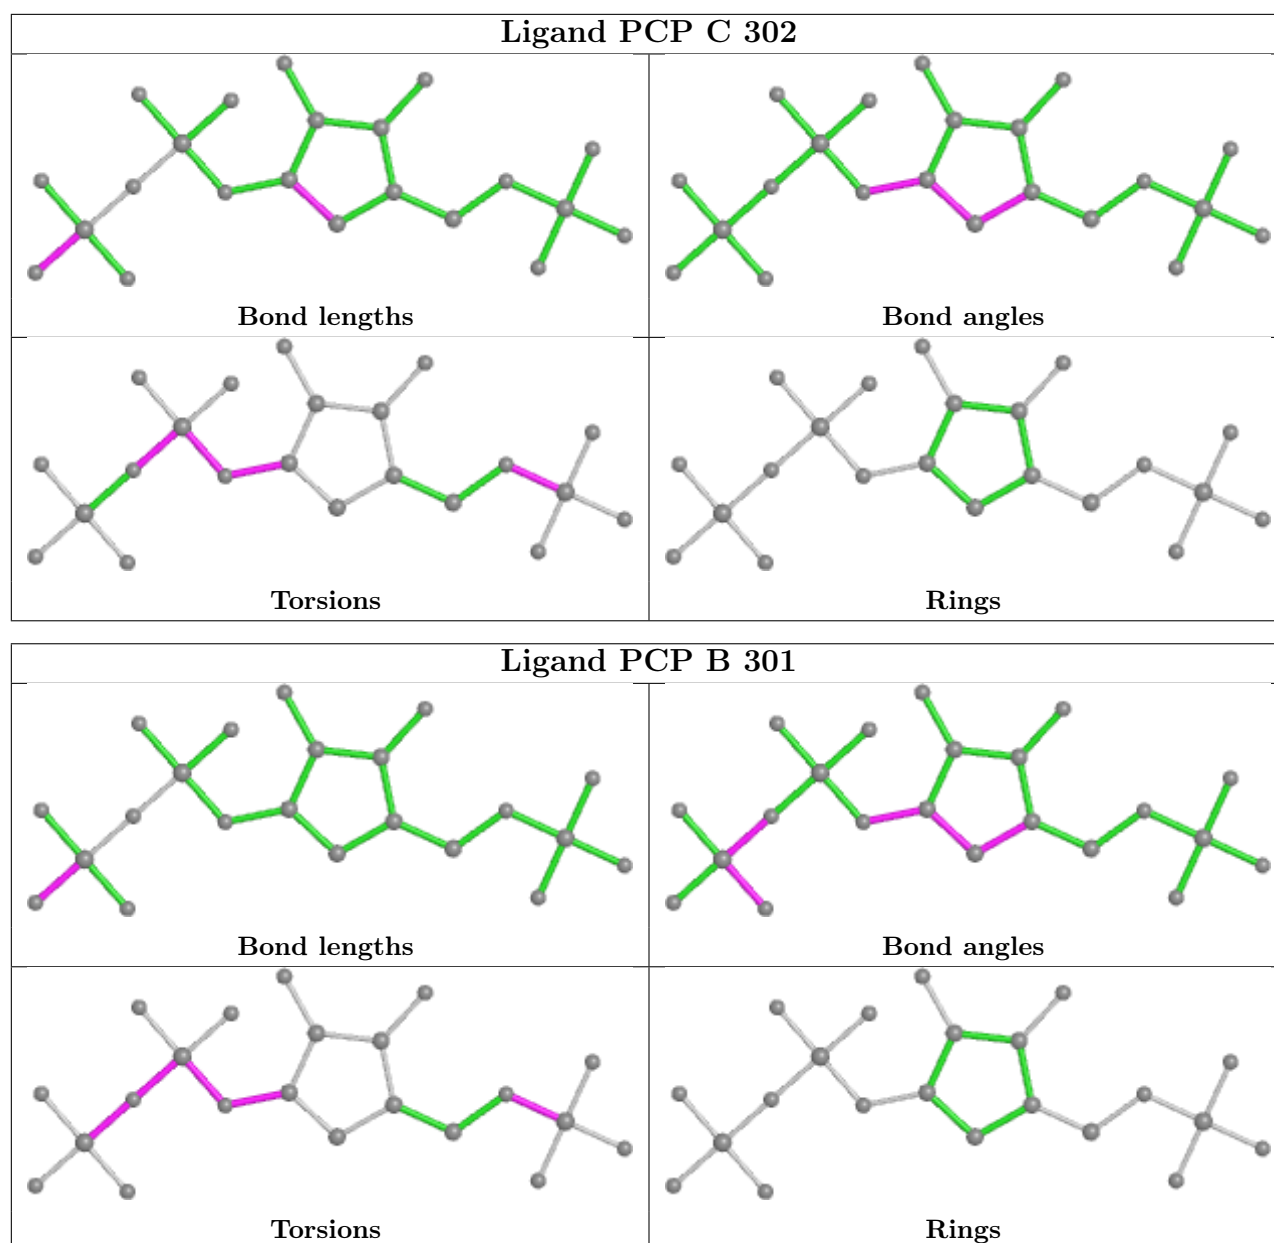 Ligand PCP C 302
Bond lengths
Bond angles
Torsions
Rings
Ligand PCP B 301
Bond lengths
Bond angles
Torsions
Rings